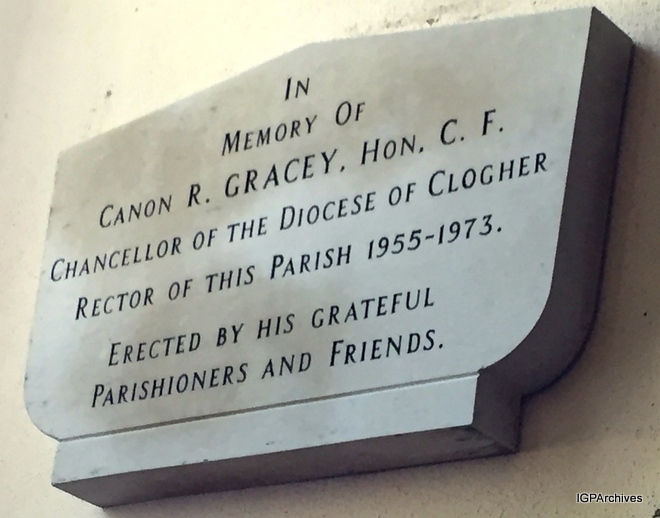 IN
MEMORY OF
CANON R. GRACEY, HON. C. F.
CHANCELLOR OF THE DIOCESE OF CLOGHER
RECTOR OF THIS PARISH 1955-1973.
ERECTED BY HIS GRATEFUL
PARISHIONERS AND FRIENDS.
IGPArchives